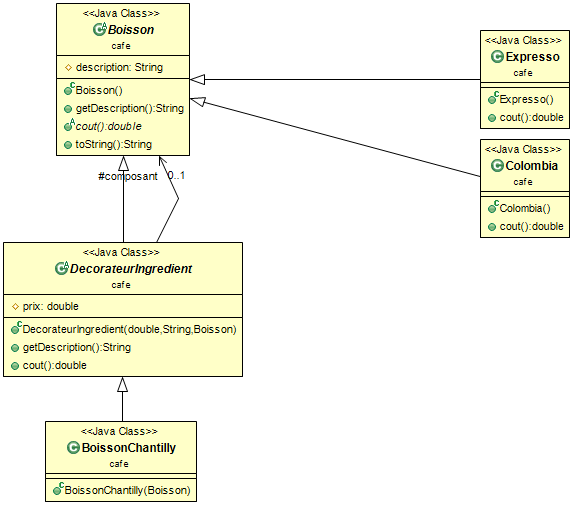 <<Java Class>>
Boisson
cafe
description: String
Boisson()
getDescription():String
cout():double
toString():String
<<Java Class>>
Expresso
cafe
Expresso()
cout():double
<<Java Class>>
Colombia
cafe
Colombia()
cout():double
#composant 0..1
<<Java Class>>
DecorateurIngredient
cafe
prix: double
DecorateurIngredient(double,String,Boisson)
getDescription():String
cout():double
<<Java Class>>
BoissonChantilly
cafe
BoissonChantilly(Boisson)